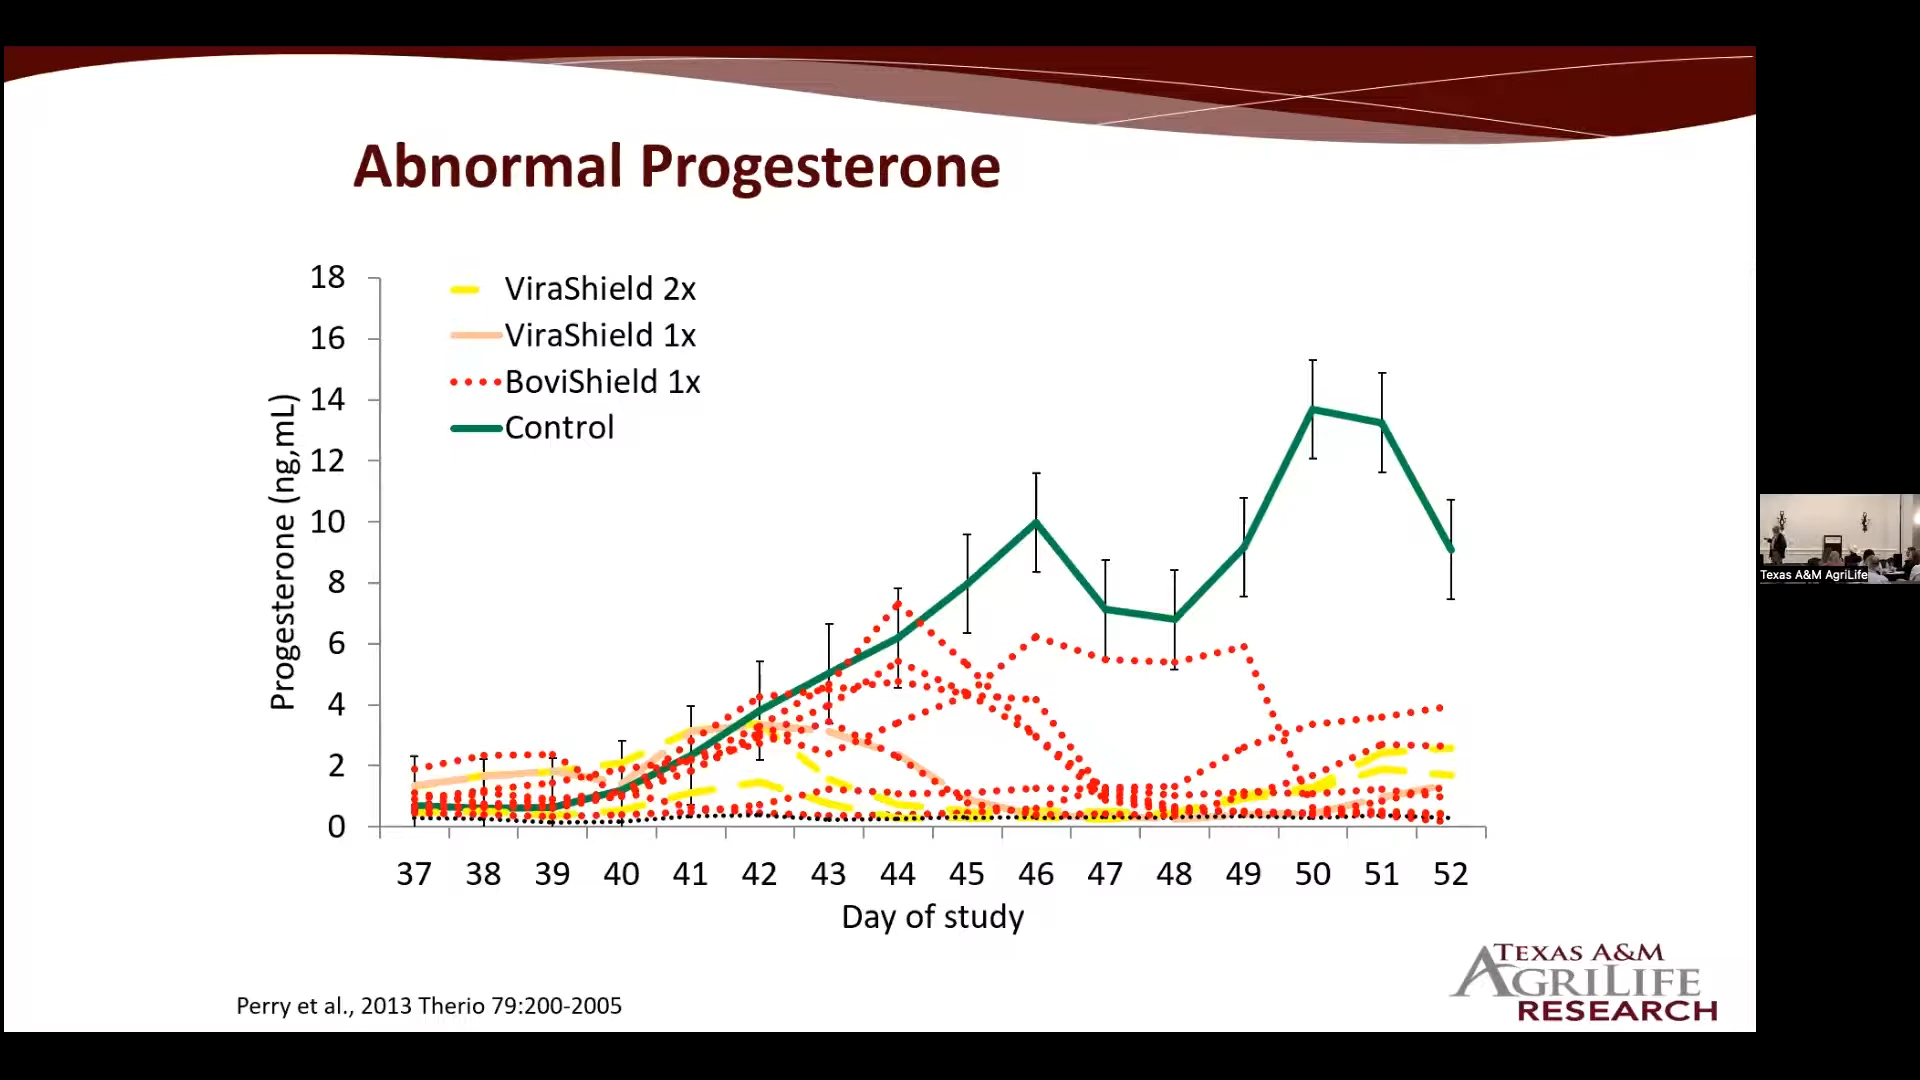 Abnormal Progesterone
18
16
14
12
10
8
6
4
2
0
Progesterone (ng,mL)
ViraShield 2x
ViraShield 1x
BoviShield 1x
Control
37 38 39 40 41 42 43 44 45 46 47 48 49 50 51 52
Day of study
Perry et al., 2013 Therio 79:200-2005
TEXAS A&M
AGRILIFE
RESEARCH
Texas A&M AgriLife